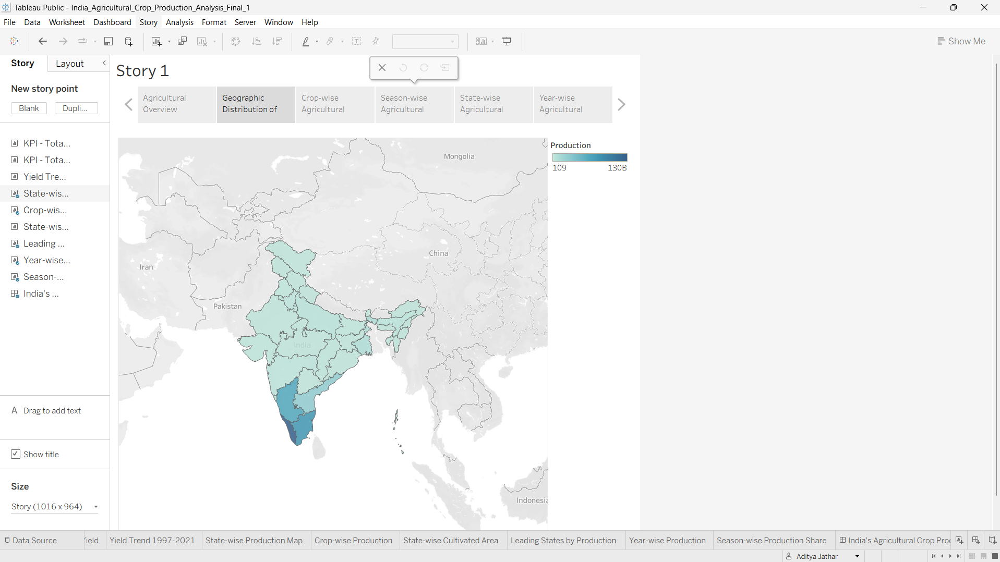 Tableau Public - India_Agricultural_Crop_Production_Analysis_Final_1
File Data Worksheet Dashboard Story Analysis Format Server Window Help
Show Me
Story Layout
New story point
Blank Dupli...
KPI - Tota...
KPI - Tota...
Yield Tre...
State-wis...
Crop-wis...
State-wis...
Leading ...
Year-wise...
Season-...
India's ...
A Drag to add text
Show title
Size
Story (1016 x 964)
Story 1
Agricultural
Overview
Geographic
Distribution of
Crop-wise
Agricultural
Season-wise
Agricultural
State-wise
Agricultural
Year-wise
Agricultural
Production
109 130B
Mongolia
China
Iran
Pakistan
India
Indonesia
Data Source Yield Yield Trend 1997-2021 State-wise Production Map Crop-wise Production State-wise Cultivated Area Leading States by Production Year-wise Production Season-wise Production Share India's Agricultural Crop Proc
Aditya Jathar